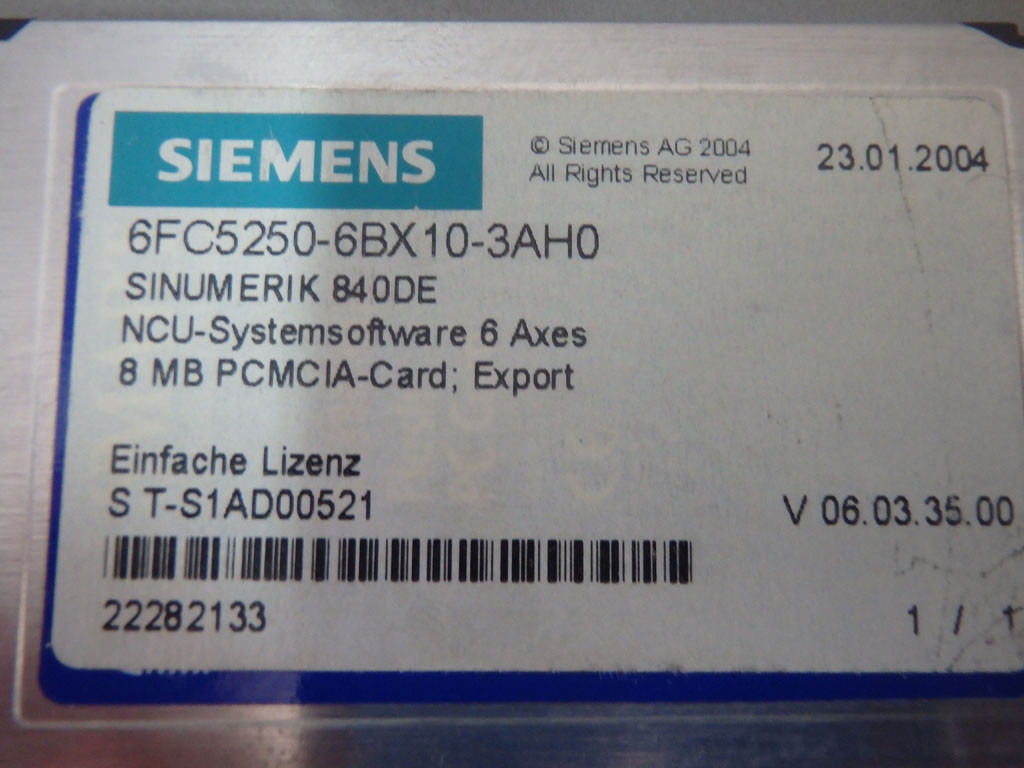 SIEMENS
© Siemens AG 2004
All Rights Reserved
23.01.2004
6FC5250-6BX10-3AH0
SINUMERIK 840DE
NCU-Systemsoftware 6 Axes
8 MB PCMCIA-Card; Export
Einfache Lizenz
S T-S1AD00521
V 06.03.35.00
22282133
1 / 1